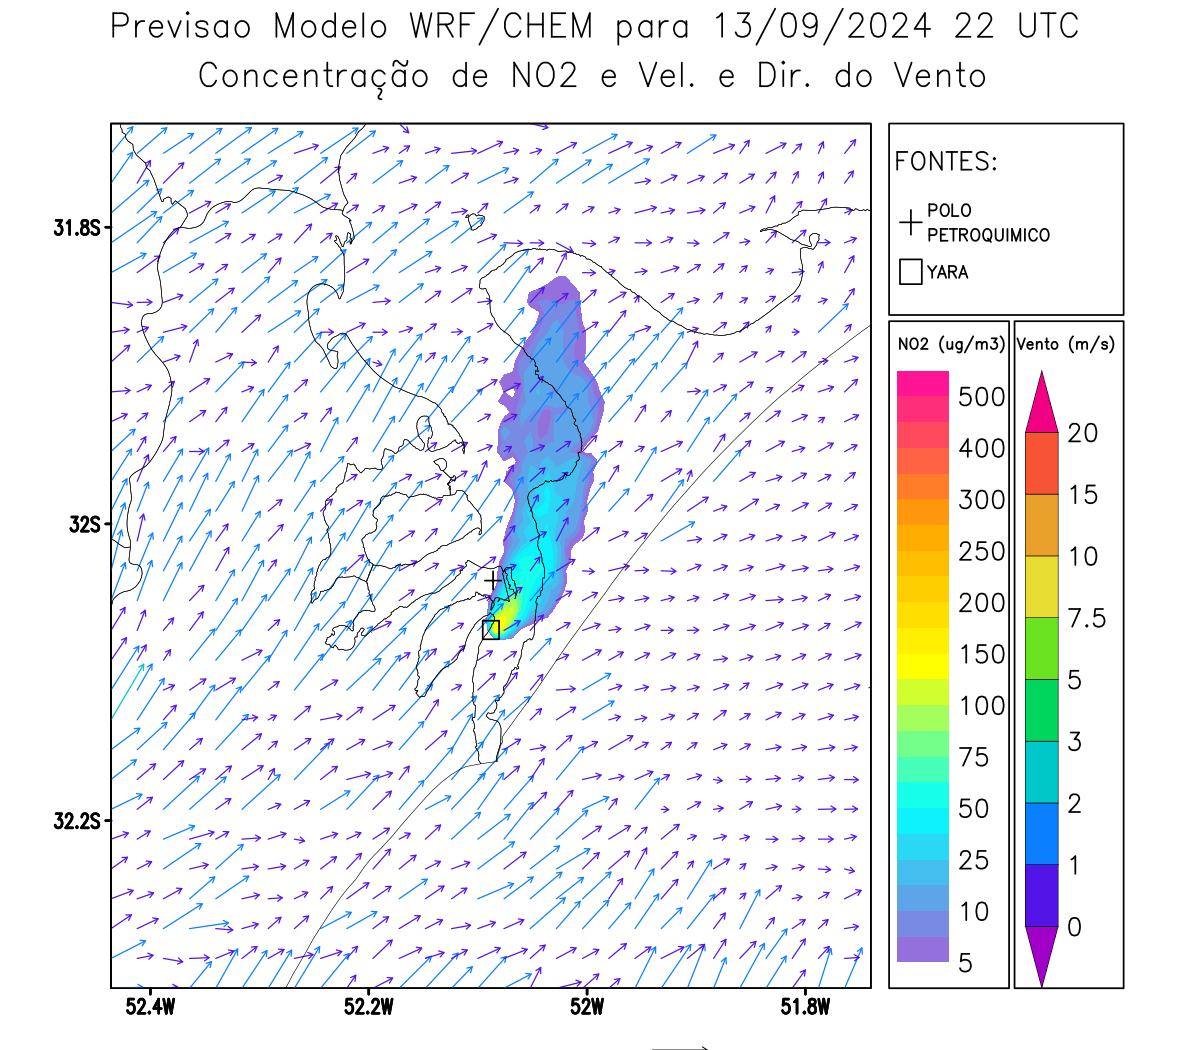 Previsao Modelo WRF/CHEM para 13/09/2024 22 UTC
Concentração de NO2 e Vel. e Dir. do Vento
FONTES:
POLO
PETROQUIMICO
YARA
NO2 (ug/m3)
500
400
300
250
200
150
100
75
50
25
10
5
Vento (m/s)
20
15
10
7.5
5
3
2
1
0
31.8S
32S
32.2S
52.4W
52.2W
52W
51.8W